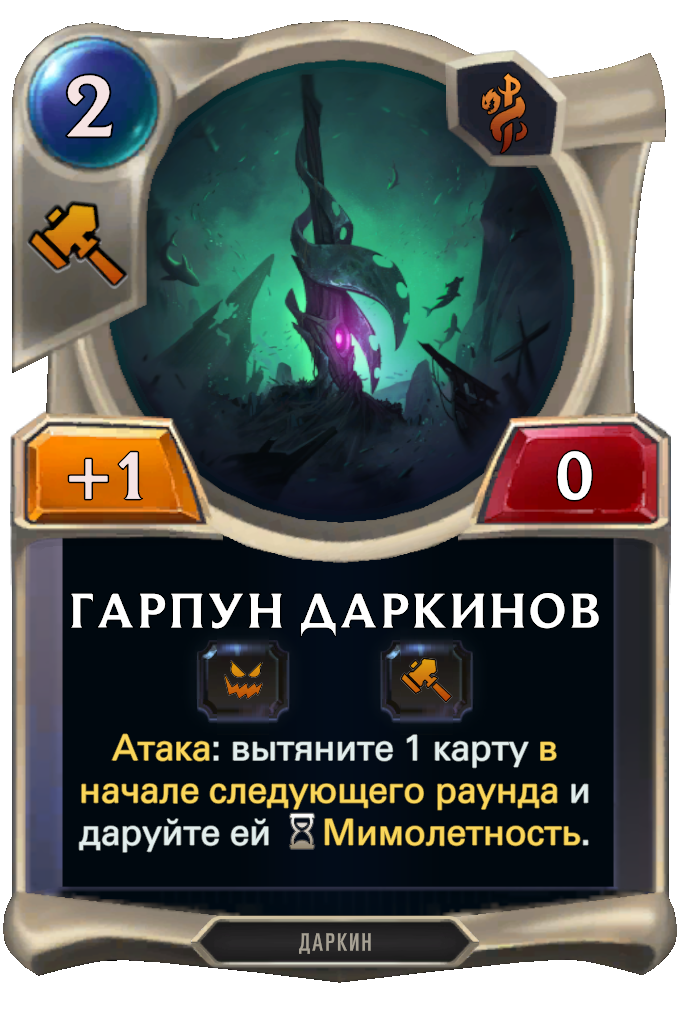 2
+1
0
ГАРПУН ДАРКИНОВ
Атака: вытяните 1 карту в
начале следующего раунда и
даруйте ей Мимолетность.
ДАРКИН